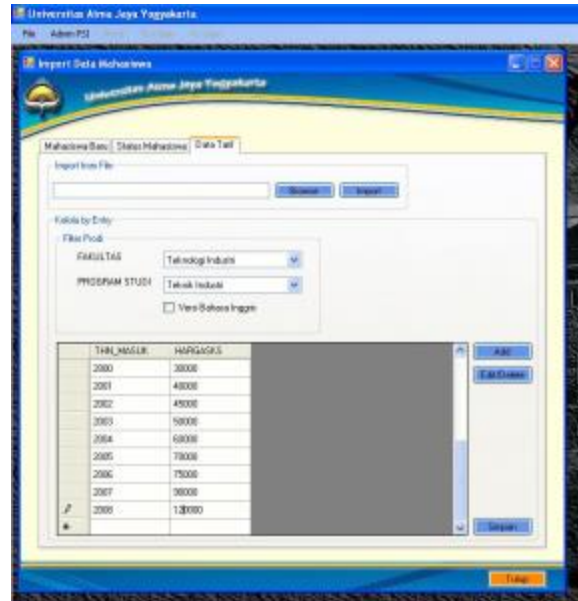 Universitas Atma Jaya Yogyakarta
File Admin PSI
Import Data Mahasiswa
Universitas Atma Jaya Yogyakarta
Mahasiswa Baru Status Mahasiswa Data Tarif
Import from File
Browse Import
Kelola by Entry
Filter Prodi
FAKULTAS Teknologi Industri
PROGRAM STUDI Teknik Industri
Versi Bahasa Inggris
THN_MASUK HARGASKS
2000 30000
2001 40000
2002 45000
2003 50000
2004 60000
2005 70000
2006 75000
2007 90000
2008 120000
Add
Simpan
Tutup